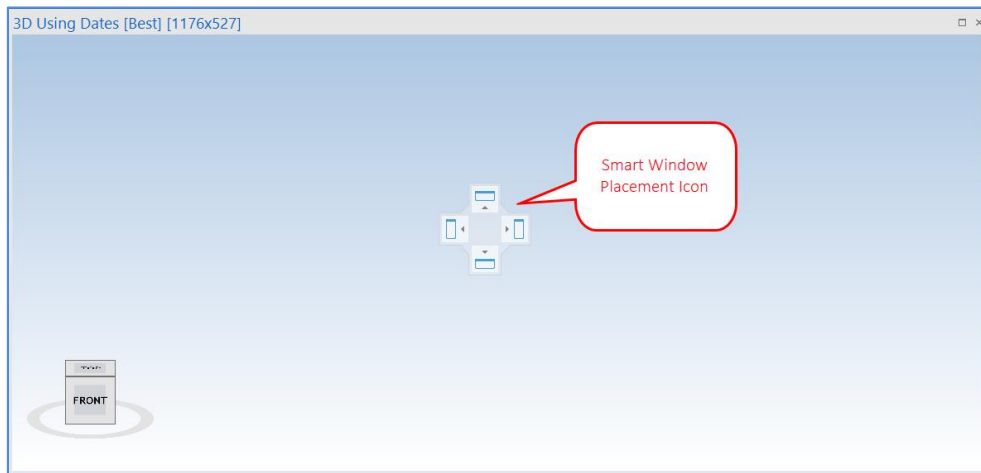 3D Using Dates [Best] [1176x527]
Smart Window
Placement Icon
FRONT